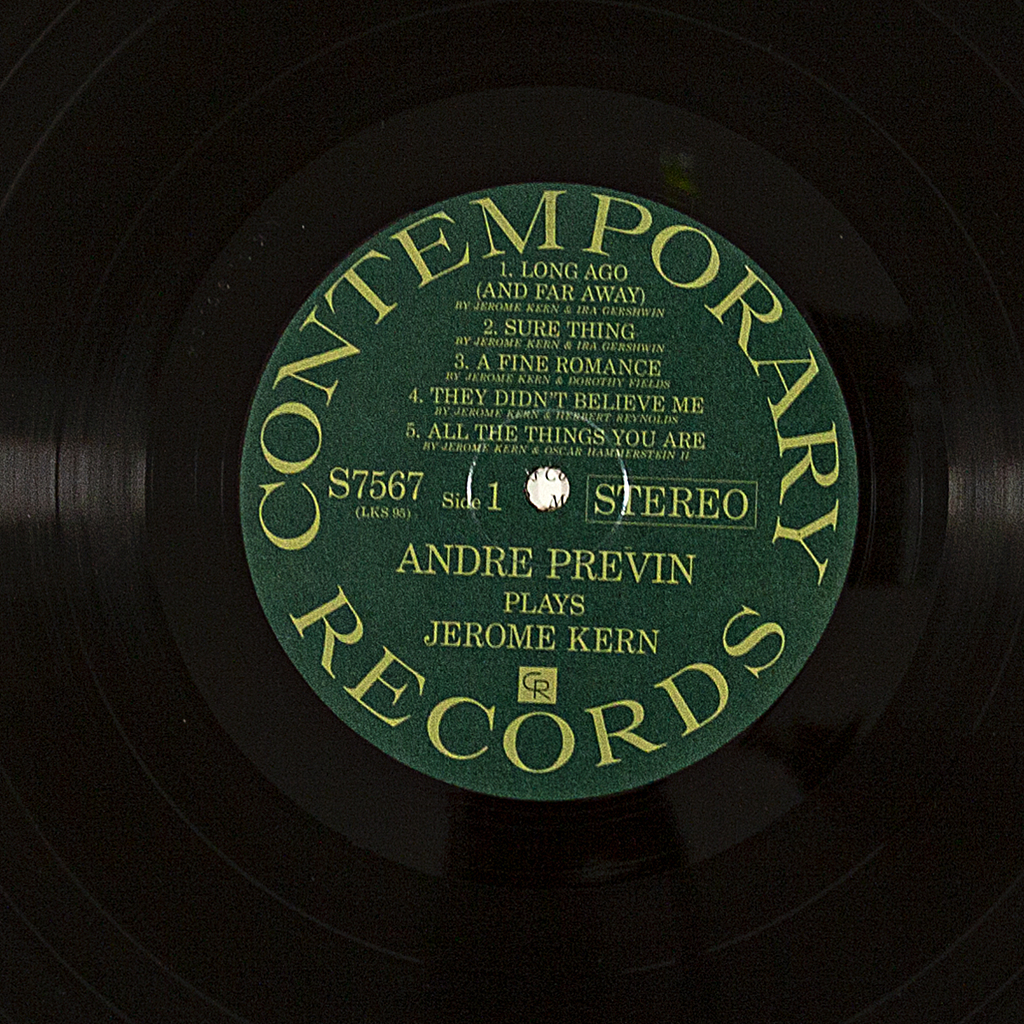 CONTEMPORARY
1. LONG AGO
(AND FAR AWAY)
BY JEROME KERN & IRA GERSHWIN
2. SURE THING
BY JEROME KERN & IRA GERSHWIN
3. A FINE ROMANCE
BY JEROME KERN & DOROTHY FIELDS
4. THEY DIDN'T BELIEVE ME
BY JEROME KERN & HERBERT REYNOLDS
5. ALL THE THINGS YOU ARE
BY JEROME KERN & OSCAR HAMMERSTEIN II
S7567 Side 1 STEREO
(LKS 95)
ANDRE PREVIN
PLAYS
JEROME KERN
CR
RECORDS